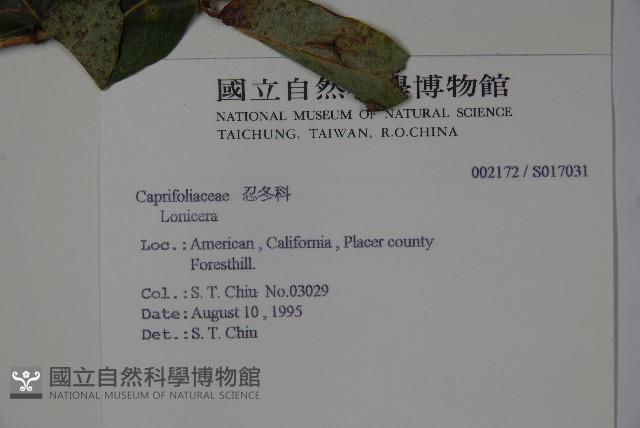 國立自然學博物館
NATIONAL MUSEUM OF NATURAL SCIENCE
TAICHUNG, TAIWAN, R.O.CHINA
002172 / S017031
Caprifoliaceae 忍冬科
Lonicera
Loc.: American , California , Placer county
Foresthill.
Col.: S. T. Chiu No.03029
Date: August 10 , 1995
Det.: S. T. Chiu
國立自然科學博物館
NATIONAL MUSEUM OF NATURAL SCIENCE